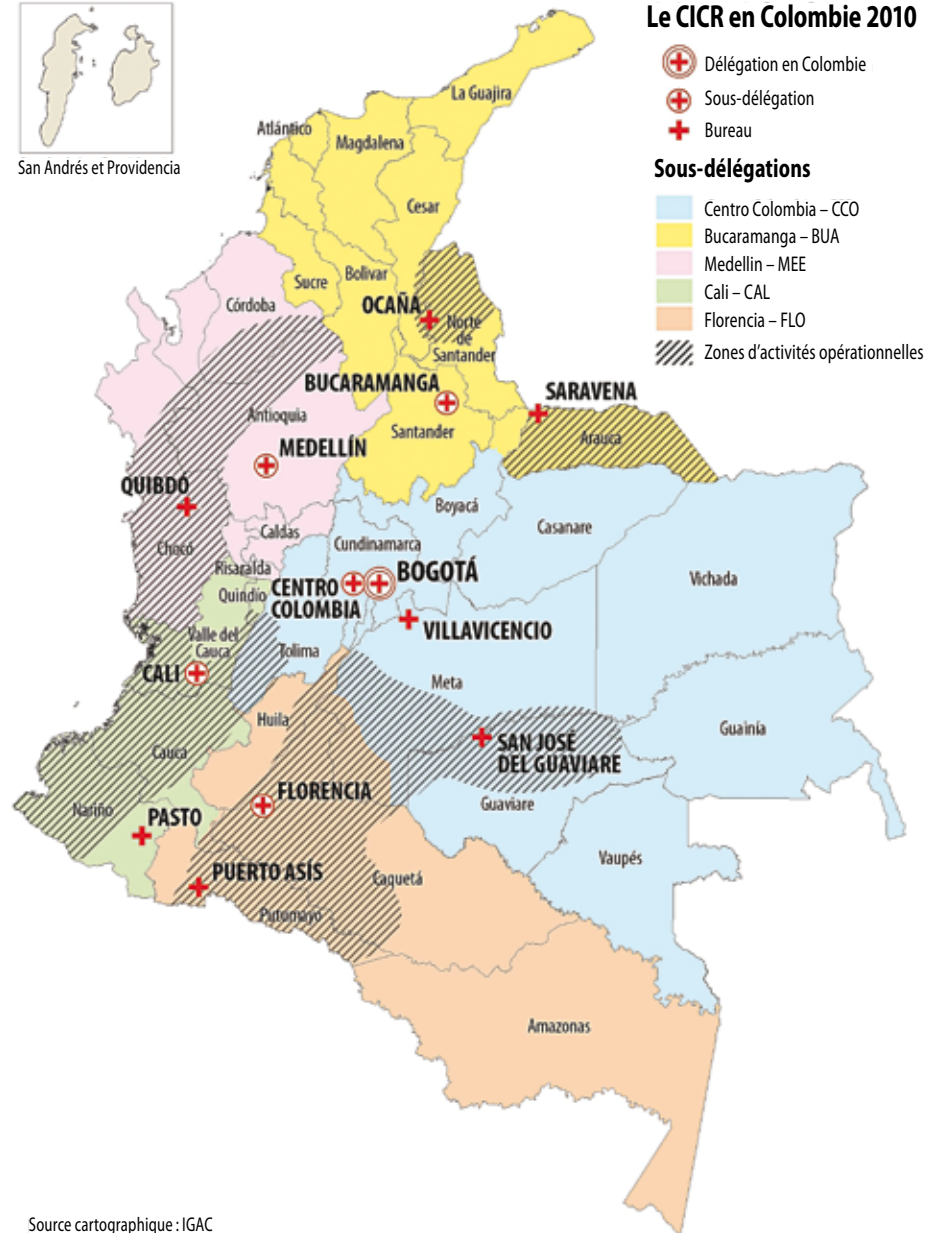 Le CICR en Colombie 2010
Délégation en Colombie
Sous-délégation
Bureau
Sous-délégations
Centro Colombia – CCO
Bucaramanga – BUA
Medellin – MEE
Cali – CAL
Florencia – FLO
Zones d'activités opérationnelles
San Andrés et Providencia
La Guajira
Atlántico
Magdalena
Cesar
Sucre
Bolivar
Córdoba
OCAÑA
Norte
de
Santander
BUCARAMANGA
SARAVENA
Antioquia
Santander
Arauca
MEDELLÍN
QUIBDÓ
Boyacá
Casanare
Chocó
Caldas
Cundinamarca
Risaralda
Quindío
CENTRO
COLOMBIA
BOGOTÁ
Vichada
VILLAVICENCIO
Valle del
Cauca
Tolima
CALI
Meta
Huila
Guainía
Cauca
SAN JOSÉ
DEL GUAVIARE
FLORENCIA
Guaviare
Nariño
PASTO
Vaupés
PUERTO ASÍS
Caquetá
Putumayo
Amazonas
Source cartographique : IGAC